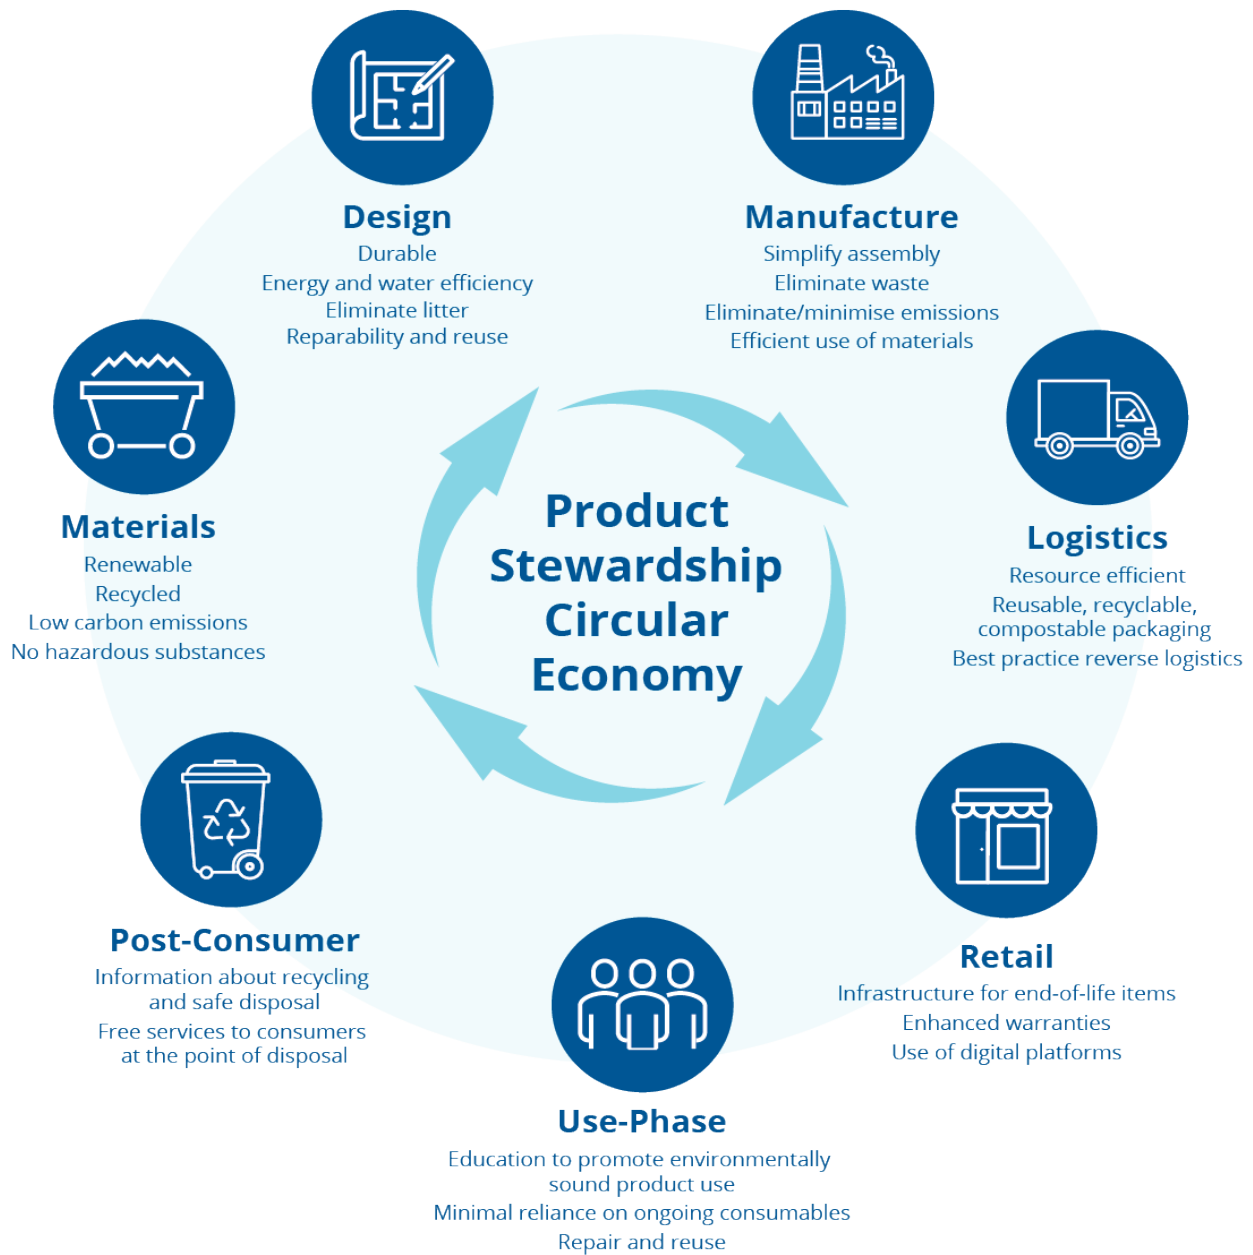 Design
Durable
Energy and water efficiency
Eliminate litter
Reparability and reuse
Manufacture
Simplify assembly
Eliminate waste
Eliminate/minimise emissions
Efficient use of materials
Logistics
Resource efficient
Reusable, recyclable,
compostable packaging
Best practice reverse logistics
Retail
Infrastructure for end-of-life items
Enhanced warranties
Use of digital platforms
Use-Phase
Education to promote environmentally
sound product use
Minimal reliance on ongoing consumables
Repair and reuse
Post-Consumer
Information about recycling
and safe disposal
Free services to consumers
at the point of disposal
Materials
Renewable
Recycled
Low carbon emissions
No hazardous substances
Product
Stewardship
Circular
Economy